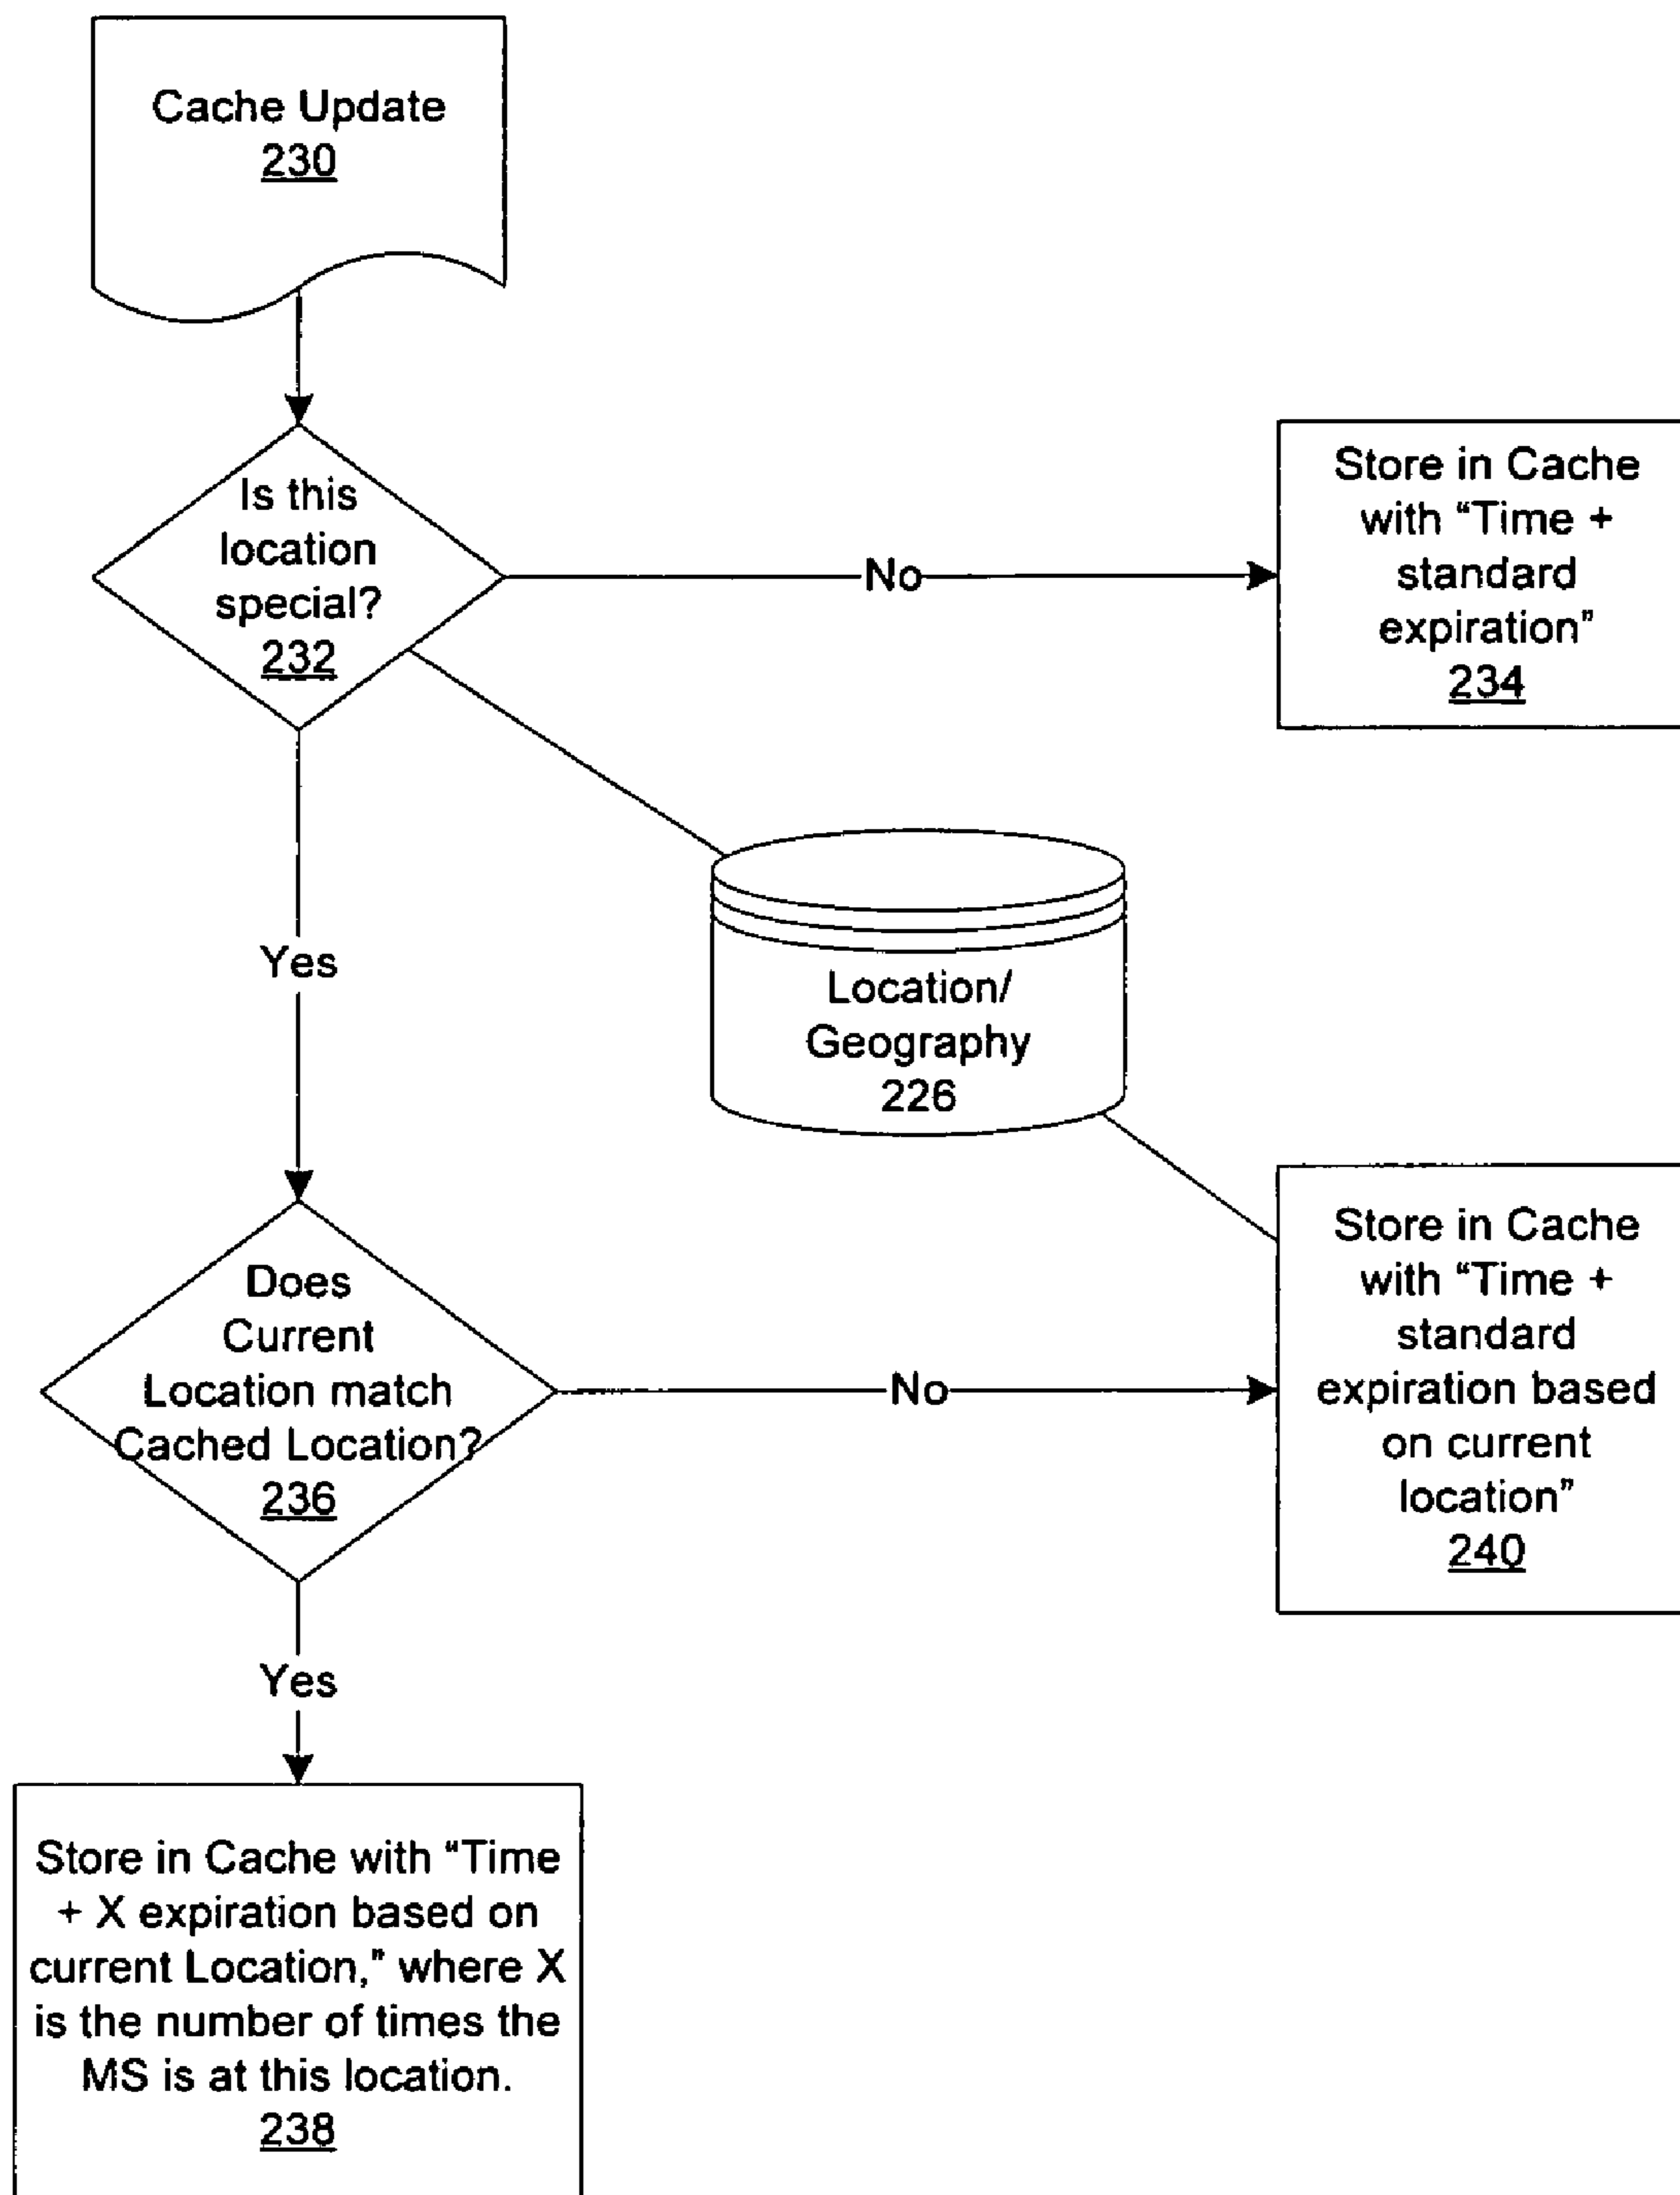 Cache Update
230
Is this
location
special?
232
No
Store in Cache
with “Time +
standard
expiration”
234
Yes
Location/
Geography
226
Does
Current
Location match
Cached Location?
236
No
Store in Cache
with “Time +
standard
expiration based
on current
location”
240
Yes
Store in Cache with “Time
+ X expiration based on
current Location,” where X
is the number of times the
MS is at this location.
238